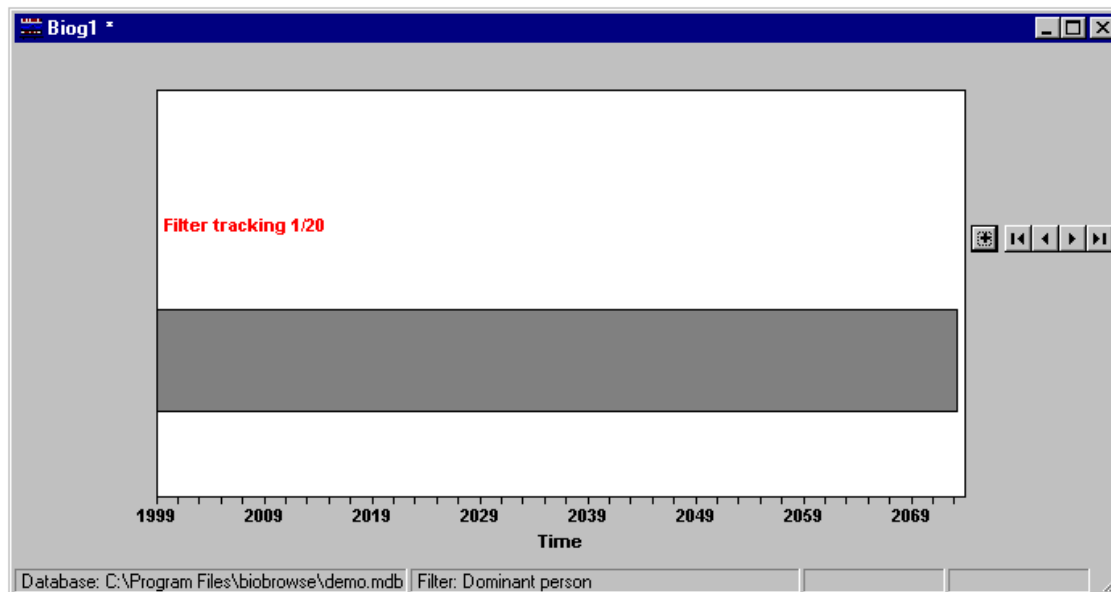 Biog1 *
Filter tracking 1/20
1999 2009 2019 2029 2039 2049 2059 2069
Time
Database: C:\Program Files\biobrowse\demo.mdb Filter: Dominant person